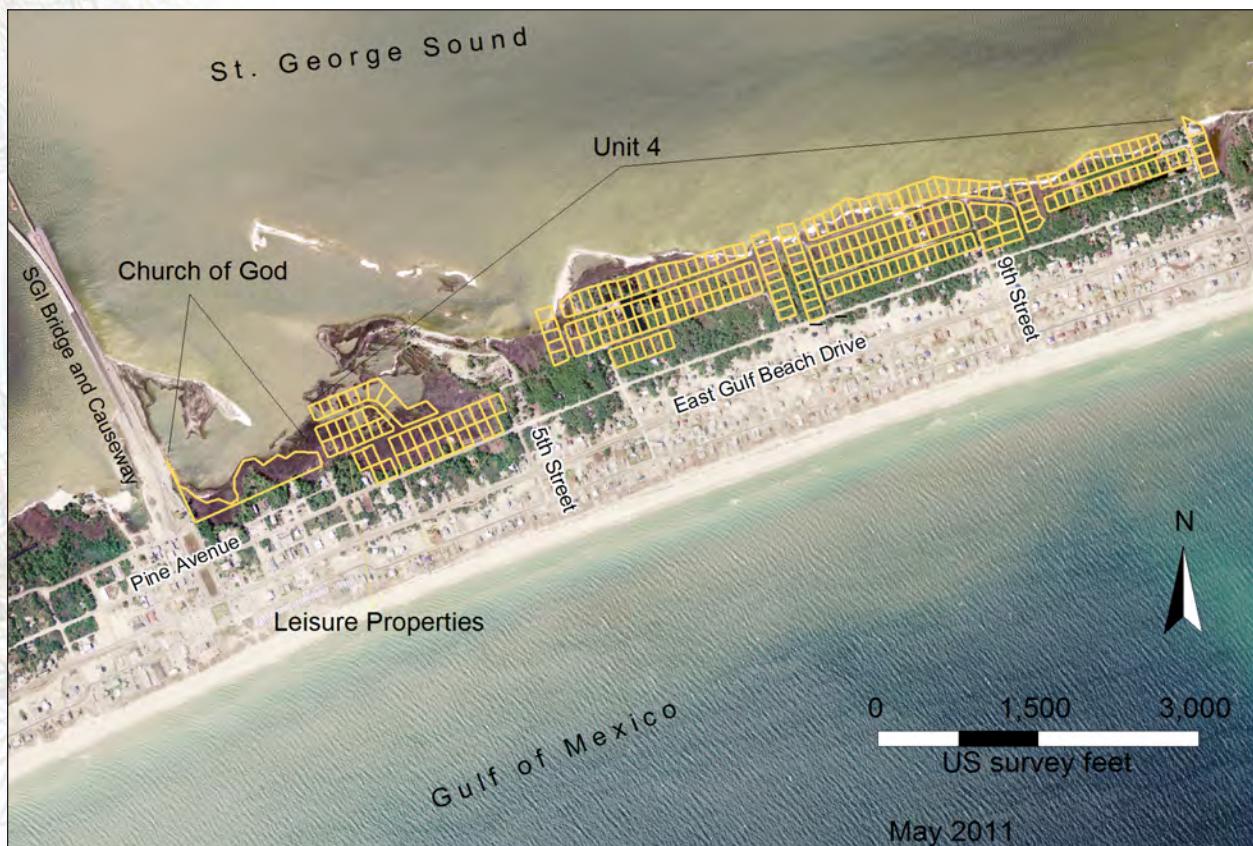 St. George Sound
Unit 4
Church of God
SGI Bridge and Causeway
9th Street
East Gulf Beach Drive
5th Street
Pine Avenue
N
Leisure Properties
0 1,500 3,000
US survey feet
Gulf of Mexico
May 2011